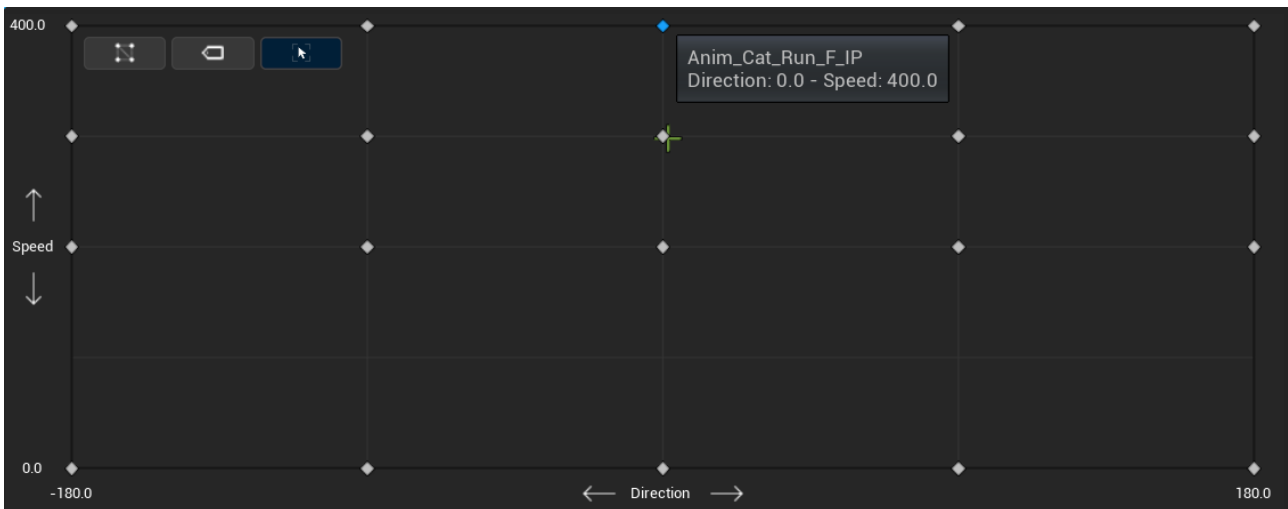 400.0
Anim_Cat_Run_F_IP
Direction: 0.0 - Speed: 400.0
Speed
0.0
-180.0
Direction
180.0